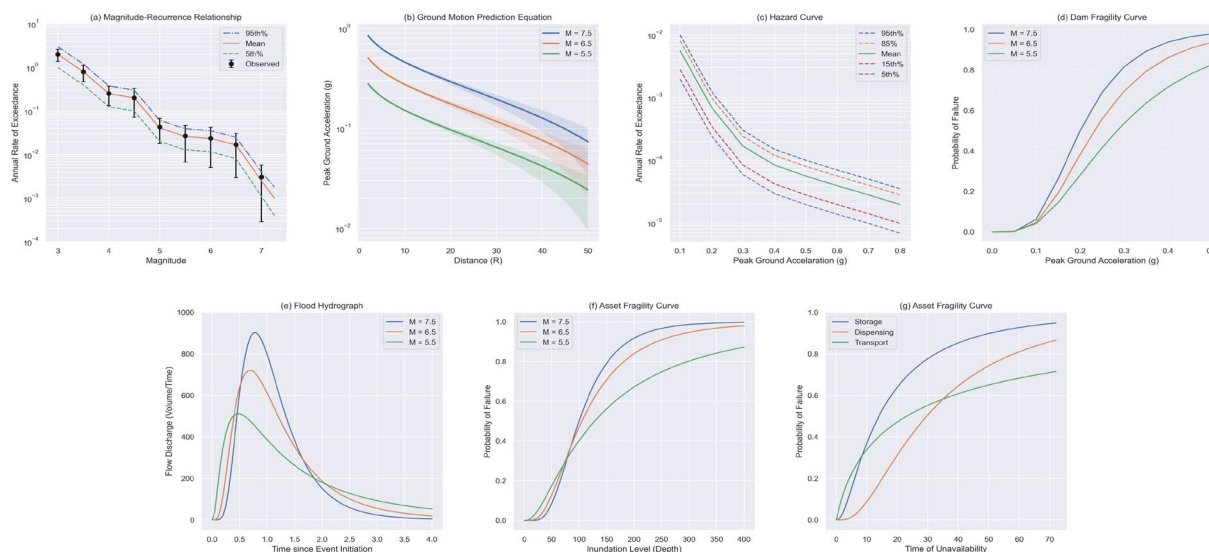 (a) Magnitude-Recurrence Relationship
10^1
10^0
10^-1
10^-2
10^-3
10^-4
Annual Rate of Exceedance
95th%
Mean
5th%
Observed
3 4 5 6 7
Magnitude
(b) Ground Motion Prediction Equation
10^0
10^-1
10^-2
Peak Ground Acceleration (g)
M = 7.5
M = 6.5
M = 5.5
0 10 20 30 40 50
Distance (R)
(c) Hazard Curve
10^-2
10^-3
10^-4
10^-5
Annual Rate of Exceedance
95th%
85%
Mean
15th%
5th%
0.1 0.2 0.3 0.4 0.5 0.6 0.7 0.8
Peak Ground Accelaration (g)
(d) Dam Fragility Curve
1.0
0.8
0.6
0.4
0.2
0.0
Probability of Failure
M = 7.5
M = 6.5
M = 5.5
0.0 0.1 0.2 0.3 0.4
Peak Ground Acceleration (g)
(e) Flood Hydrograph
1000
800
600
400
200
0
Flow Discharge (Volume/Time)
M = 7.5
M = 6.5
M = 5.5
0.0 0.5 1.0 1.5 2.0 2.5 3.0 3.5 4.0
Time since Event Initiation
(f) Asset Fragility Curve
1.0
0.8
0.6
0.4
0.2
0.0
Probability of Failure
M = 7.5
M = 6.5
M = 5.5
0 50 100 150 200 250 300 350 400
Inundation Level (Depth)
(g) Asset Fragility Curve
1.0
0.8
0.6
0.4
0.2
0.0
Probability of Failure
Storage
Dispensing
Transport
0 10 20 30 40 50 60 70
Time of Unavailability